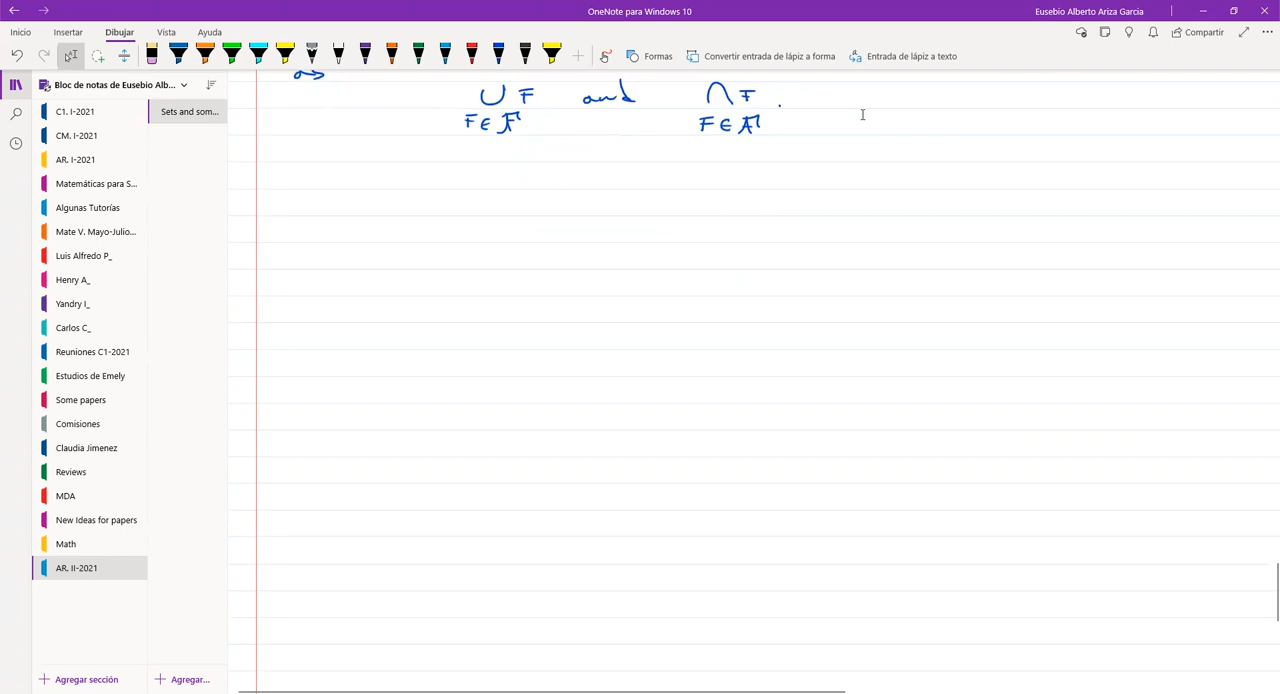 OneNote para Windows 10
Eusebio Alberto Ariza Garcia
Inicio
Insertar
Dibujar
Vista
Ayuda
Compartir
Formas
Convertir entrada de lápiz a forma
Entrada de lápiz a texto
Bloc de notas de Eusebio Alb...
C1. I-2021
CM. I-2021
AR. I-2021
Matemáticas para S...
Algunas Tutorías
Mate V. Mayo-Julio...
Luis Alfredo P_
Henry A_
Yandry I_
Carlos C_
Reuniones C1-2021
Estudios de Emely
Some papers
Comisiones
Claudia Jimenez
Reviews
MDA
New Ideas for papers
Math
AR. II-2021
Agregar sección
Sets and som...
Agregar...
or
∪ F and ∩ F .
F ∈ ℱ F ∈ ℱ